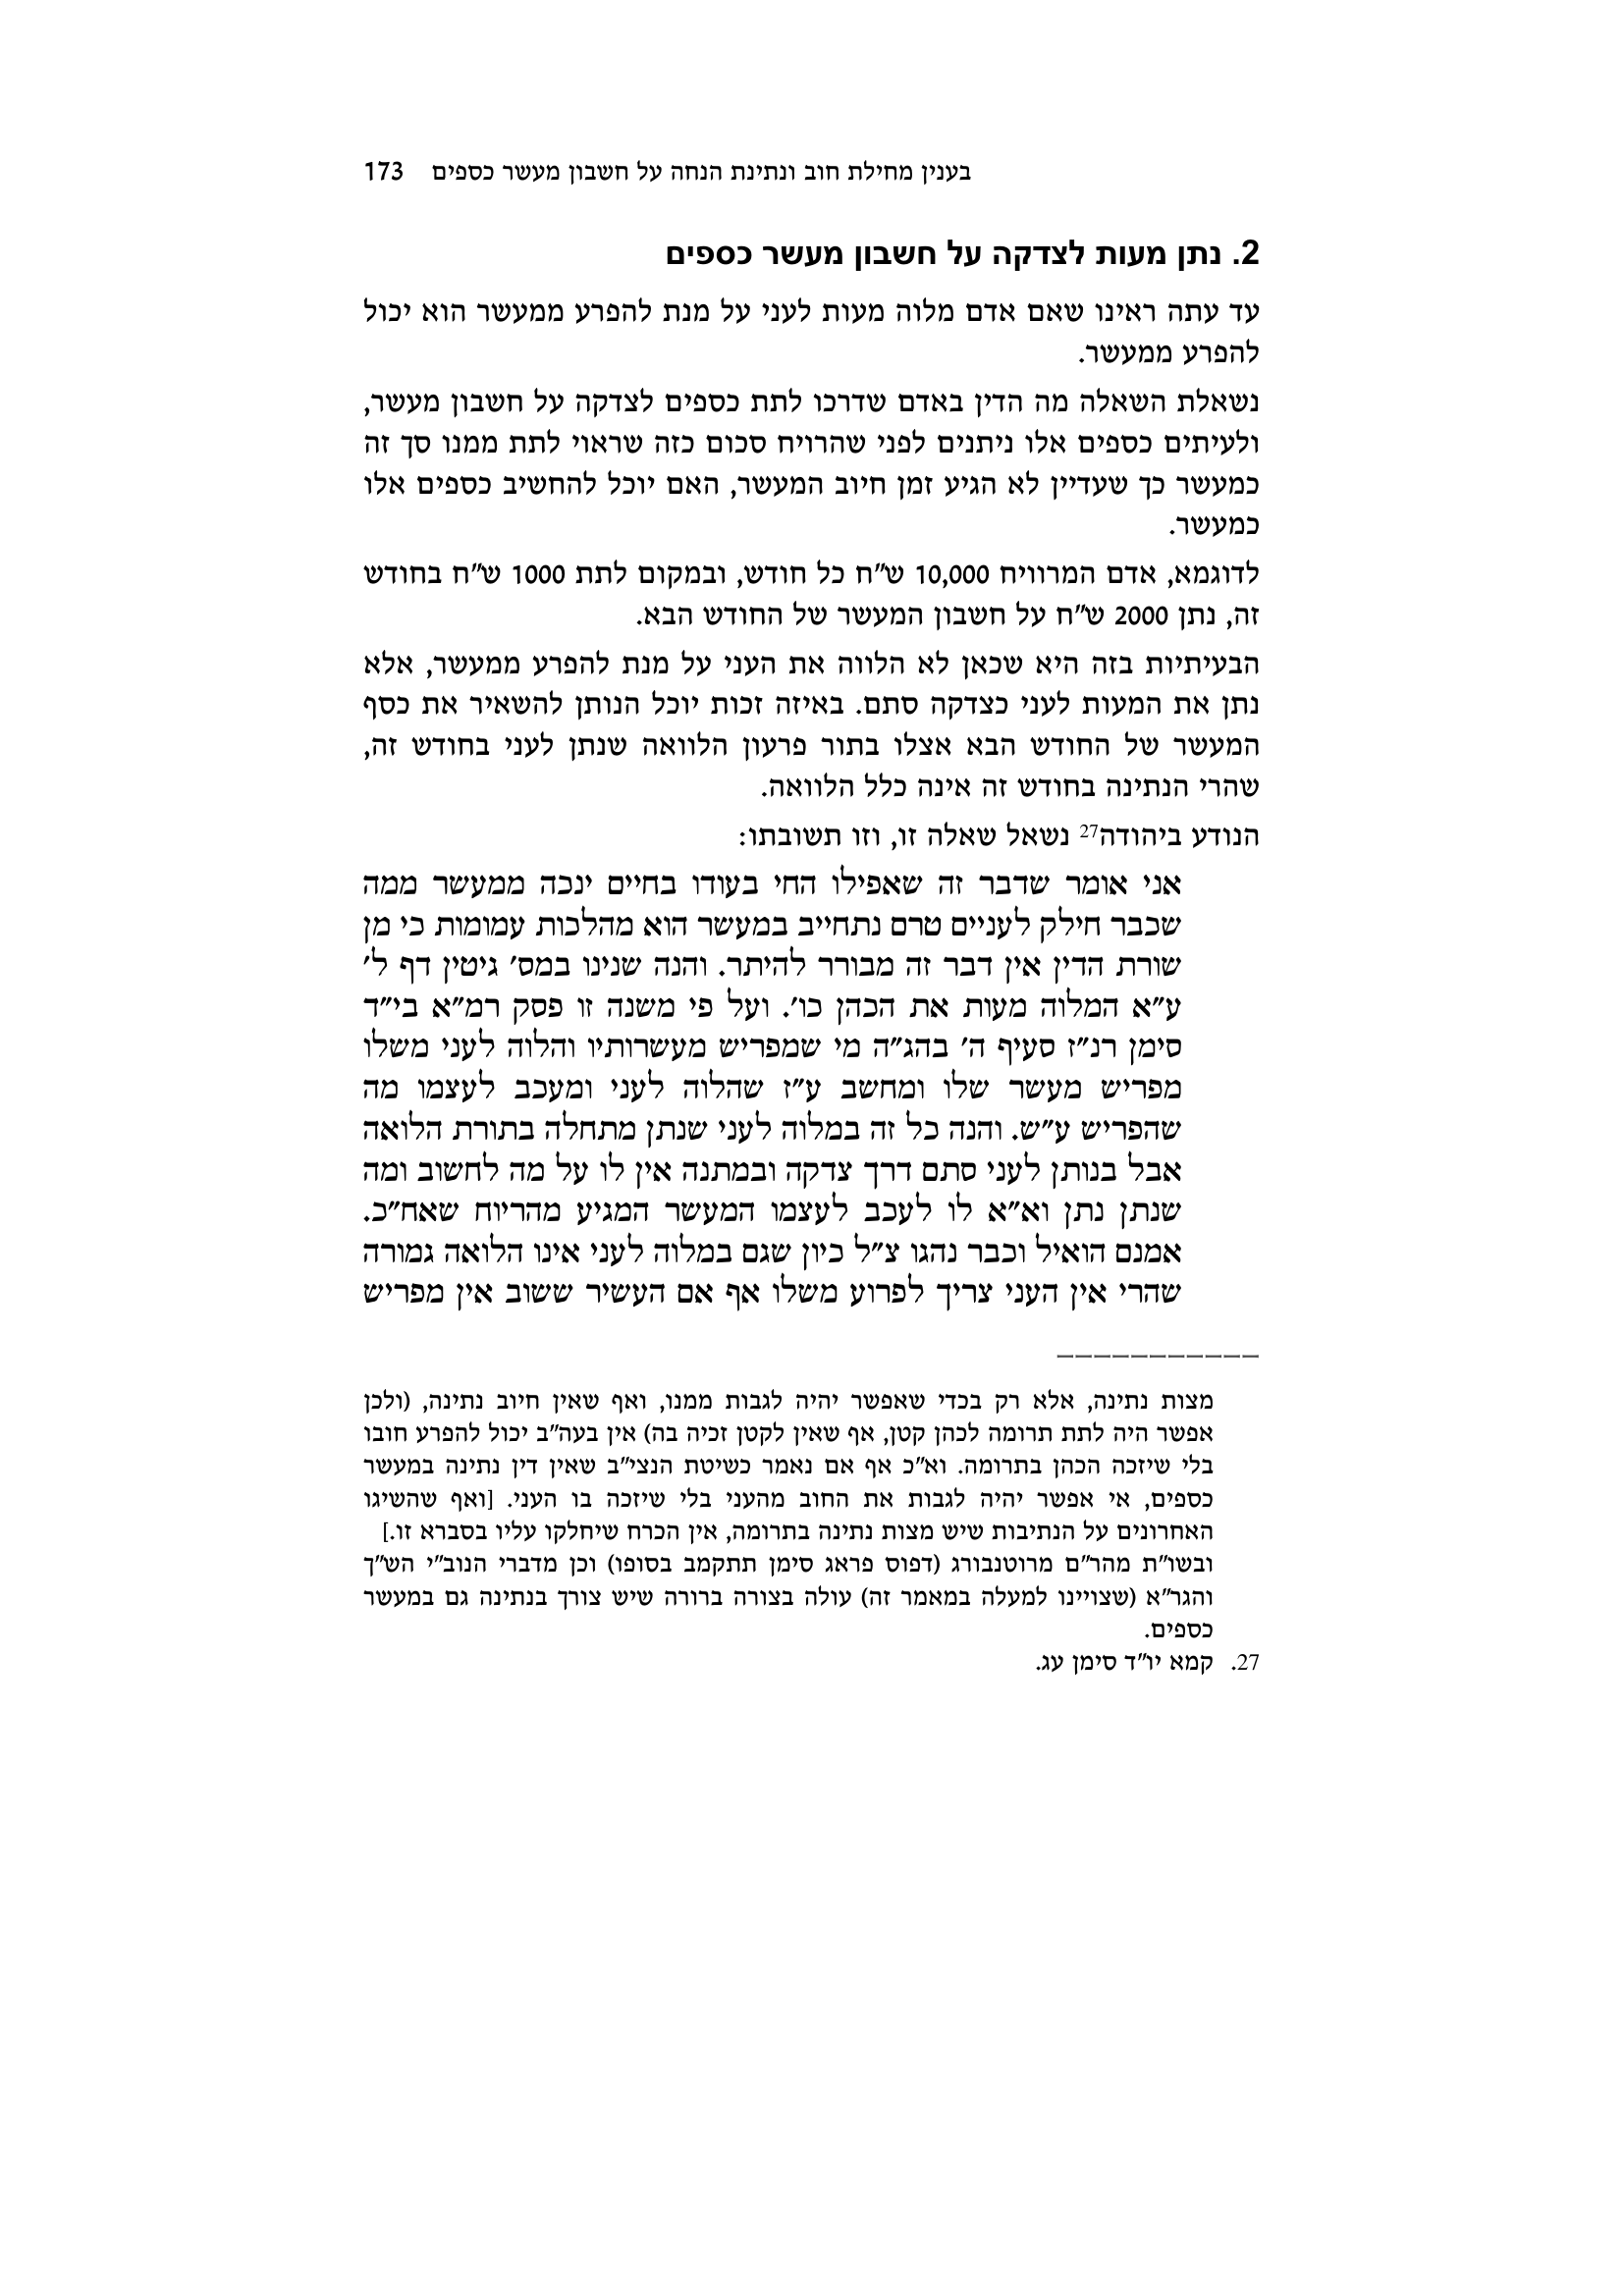 בענין מחילת חוב ונתינת הנחה על חשבון מעשר כספים 173
2. נתן מעות לצדקה על חשבון מעשר כספים
עד עתה ראינו שאם אדם מלוה מעות לעני על מנת להפרע ממעשר הוא יכול
להפרע ממעשר.
נשאלת השאלה מה הדין באדם שדרכו לתת כספים לצדקה על חשבון מעשר,
ולעיתים כספים אלו ניתנים לפני שהרויח סכום כזה שראוי לתת ממנו סך זה
כמעשר כך שעדיין לא הגיע זמן חיוב המעשר, האם יוכל להחשיב כספים אלו
כמעשר.
לדוגמא, אדם המרוויח 10,000 ש״ח כל חודש, ובמקום לתת 1000 ש״ח בחודש
זה, נתן 2000 ש״ח על חשבון המעשר של החודש הבא.
הבעיתיות בזה היא שכאן לא הלווה את העני על מנת להפרע ממעשר, אלא
נתן את המעות לעני כצדקה סתם. באיזה זכות יוכל הנותן להשאיר את כסף
המעשר של החודש הבא אצלו בתור פרעון הלוואה שנתן לעני בחודש זה,
שהרי הנתינה בחודש זה אינה כלל הלוואה.
הנודע ביהודה27 נשאל שאלה זו, וזו תשובתו:
אני אומר שדבר זה שאפילו החי בעודו בחיים ינכה ממעשר ממה
שכבר חילק לעניים טרם נתחייב במעשר הוא מהלכות עמומות כי מן
שורת הדין אין דבר זה מבורר להיתר. והנה שנינו במס׳ גיטין דף ל׳
ע״א המלוה מעות את הכהן כו׳. ועל פי משנה זו פסק רמ״א בי״ד
סימן רנ״ז סעיף ה׳ בהג״ה מי שמפריש מעשרותיו והלוה לעני משלו
מפריש מעשר שלו ומחשב ע״ז שהלוה לעני ומעכב לעצמו מה
שהפריש ע״ש. והנה כל זה במלוה לעני שנתן מתחלה בתורת הלואה
אבל בנותן לעני סתם דרך צדקה ובמתנה אין לו על מה לחשוב ומה
שנתן נתן וא״א לו לעכב לעצמו המעשר המגיע מהריוח שאח״כ.
אמנם הואיל וכבר נהגו צ״ל כיון שגם במלוה לעני אינו הלואה גמורה
שהרי אין העני צריך לפרוע משלו אף אם העשיר ששוב אין מפריש
מצות נתינה, אלא רק בכדי שאפשר יהיה לגבות ממנו, ואף שאין חיוב נתינה, (ולכן
אפשר היה לתת תרומה לכהן קטן, אף שאין לקטן זכיה בה) אין בעה״ב יכול להפרע חובו
בלי שיזכה הכהן בתרומה. וא״כ אף אם נאמר כשיטת הנצי״ב שאין דין נתינה במעשר
כספים, אי אפשר יהיה לגבות את החוב מהעני בלי שיזכה בו העני. [ואף שהשיגו
האחרונים על הנתיבות שיש מצות נתינה בתרומה, אין הכרח שיחלקו עליו בסברא זו.]
ובשו״ת מהר״ם מרוטנבורג (דפוס פראג סימן תתקמב בסופו) וכן מדברי הנוב״י הש״ך
והגר״א (שצויינו למעלה במאמר זה) עולה בצורה ברורה שיש צורך בנתינה גם במעשר
כספים.
27. קמא יו״ד סימן עג.